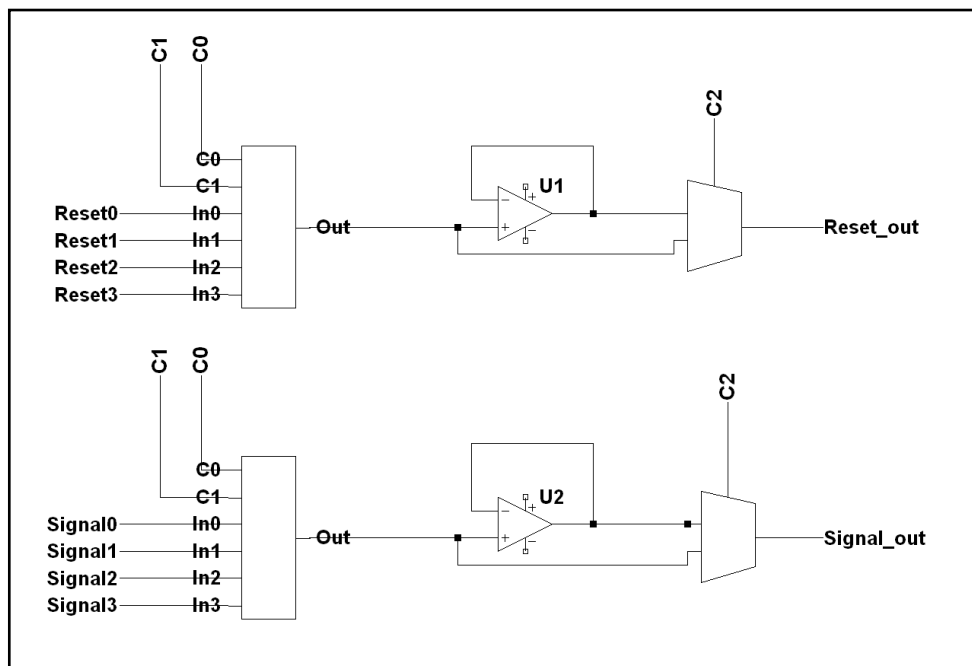 C1 C0
C2
C0
U1
C1
Reset0 In0
Out
Reset_out
Reset1 In1
Reset2 In2
Reset3 In3
C1 C0
C2
C0
U2
C1
Signal0 In0
Out
Signal_out
Signal1 In1
Signal2 In2
Signal3 In3